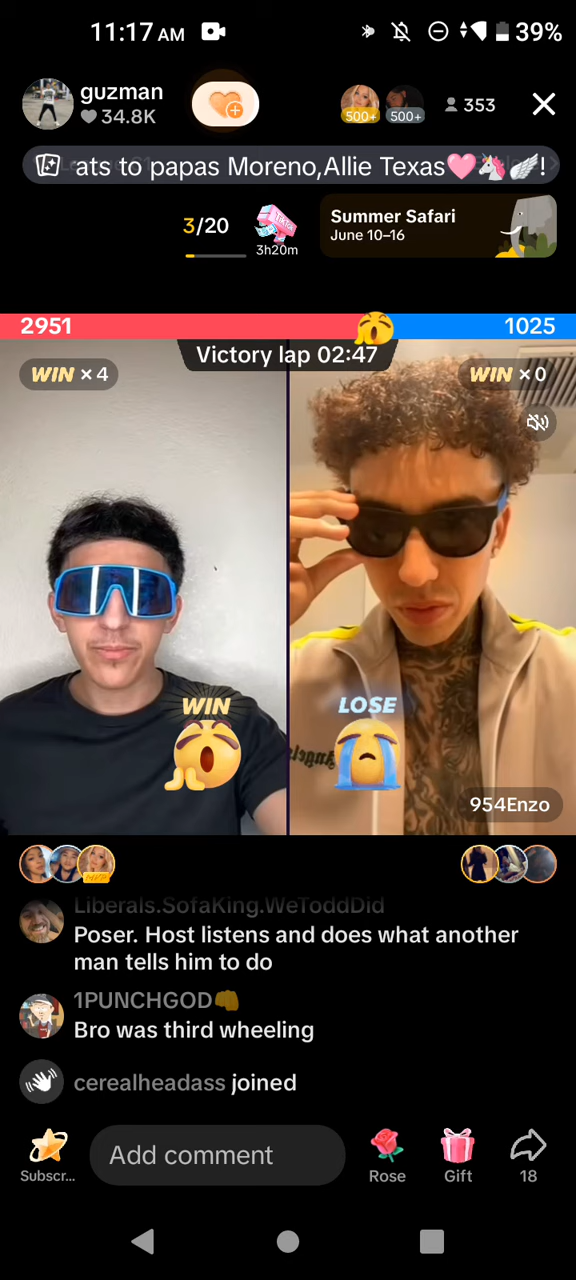 11:17 AM
39%
guzman
34.8K
500+
500+
353
ats to papas Moreno,Allie Texas🩷🦄🪽!
3/20
TikTok
3h20m
Summer Safari
June 10–16
2951
1025
Victory lap 02:47
WIN × 4
WIN × 0
WIN
LOSE
954Enzo
MVP
Liberals.SofaKing.WeToddDid
Poser. Host listens and does what another
man tells him to do
1PUNCHGOD👊
Bro was third wheeling
cerealheadass joined
Subscr...
Add comment
Rose
Gift
18